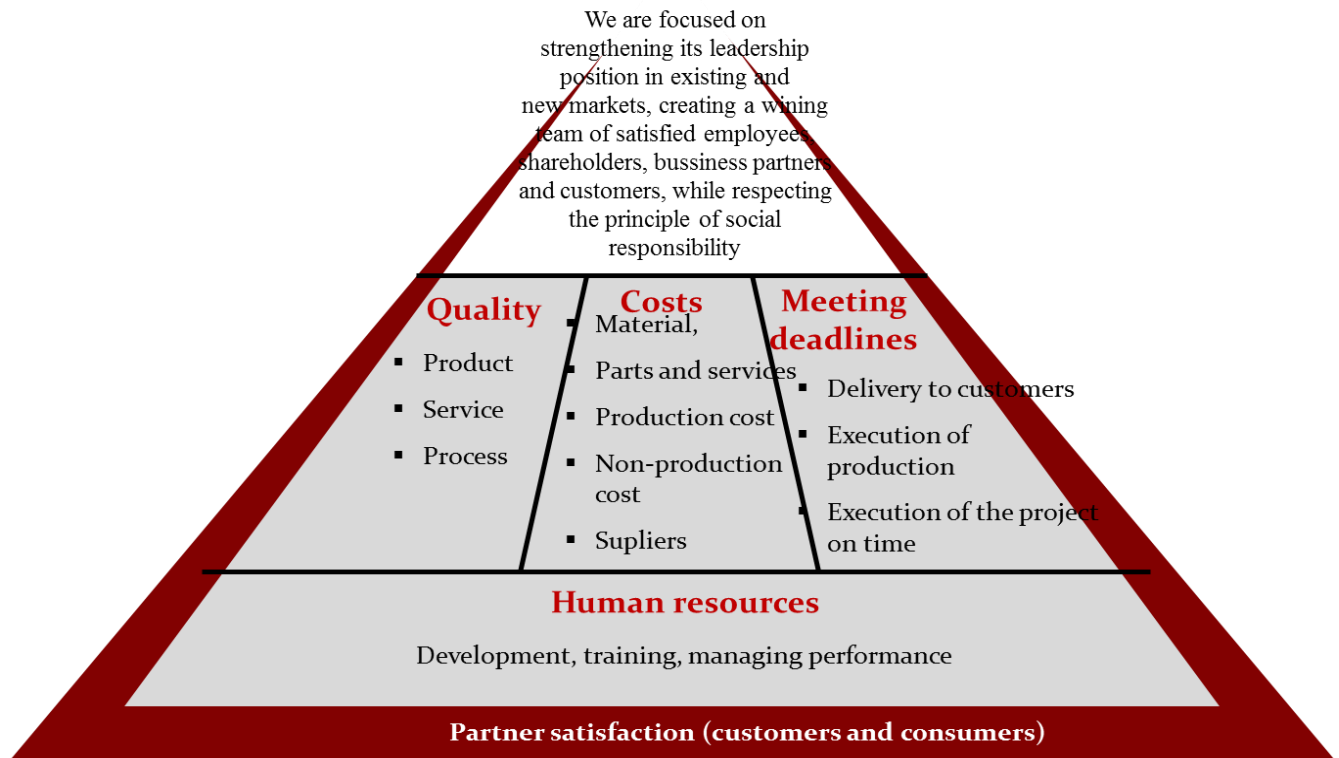 We are focused on
strengthening its leadership
position in existing and
new markets, creating a wining
team of satisfied employees,
shareholders, bussiness partners
and customers, while respecting
the principle of social
responsibility
Quality
▪ Product
▪ Service
▪ Process
Costs
▪ Material,
▪ Parts and services
▪ Production cost
▪ Non-production
cost
▪ Supliers
Meeting
deadlines
▪ Delivery to customers
▪ Execution of
production
▪ Execution of the project
on time
Human resources
Development, training, managing performance
Partner satisfaction (customers and consumers)